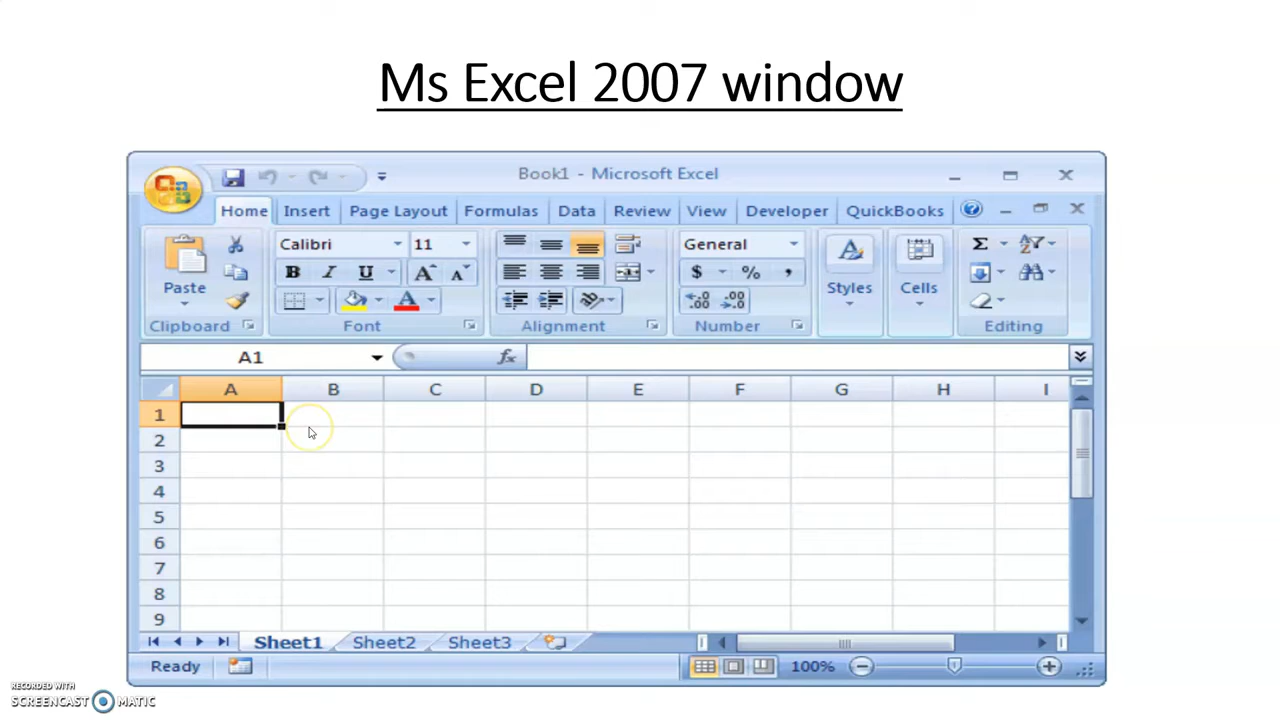 Ms Excel 2007 window
Book1 - Microsoft Excel
Home Insert Page Layout Formulas Data Review View Developer QuickBooks
Calibri 11 General
Paste B I U A A $ % , Styles Cells Σ
A
Clipboard Font Alignment Number Editing
A1 fx
A B C D E F G H I
1
2
3
4
5
6
7
8
9
Sheet1 Sheet2 Sheet3
Ready 100%
RECORDED WITH
SCREENCAST MATIC